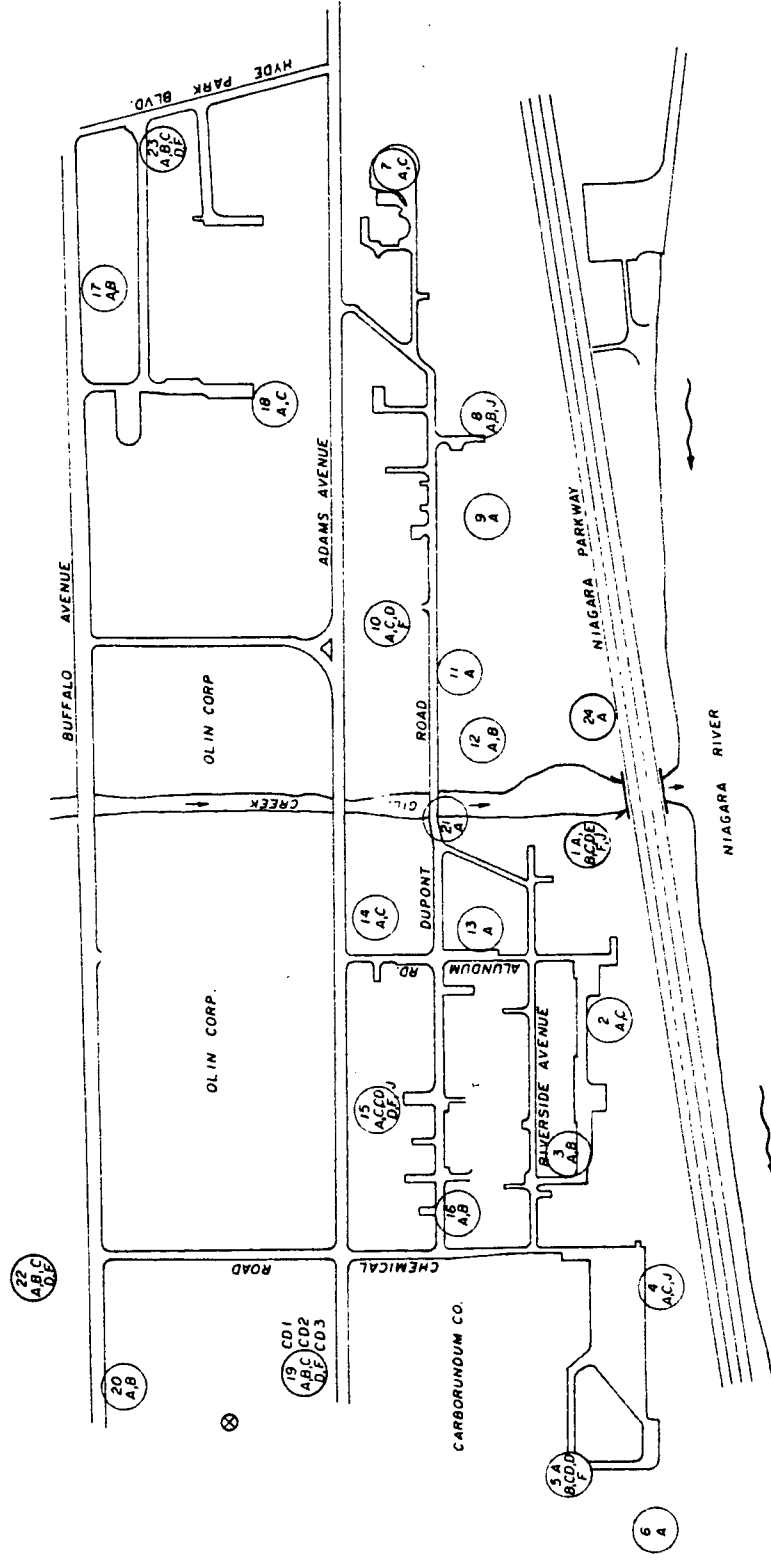 HYDE PARK
BLVD.
23
A,B,C
D,F
17
A,B
18
A,C
7
A,C
8
A,B,J
9
A
10
A,C,D
F
11
A
12
A,B
24
A
21
A
1 A,
B,C,D,E
F,J
14
A,C
13
A
2
A,C
15
A,C,CD
D,F,J
3
A,B
16
A,B
4
A,C,J
22
A,B,C
D,F
19
A,B,C
D,F
CD1
CD2
CD3
20
A,B
5 A
B,CD,D
F
6
A
BUFFALO AVENUE
ADAMS AVENUE
OLIN CORP
OLIN CORP.
GILL CREEK
DUPONT ROAD
ALUNDUM RD.
RIVERSIDE AVENUE
CHEMICAL ROAD
CARBORUNDUM CO.
NIAGARA PARKWAY
NIAGARA RIVER